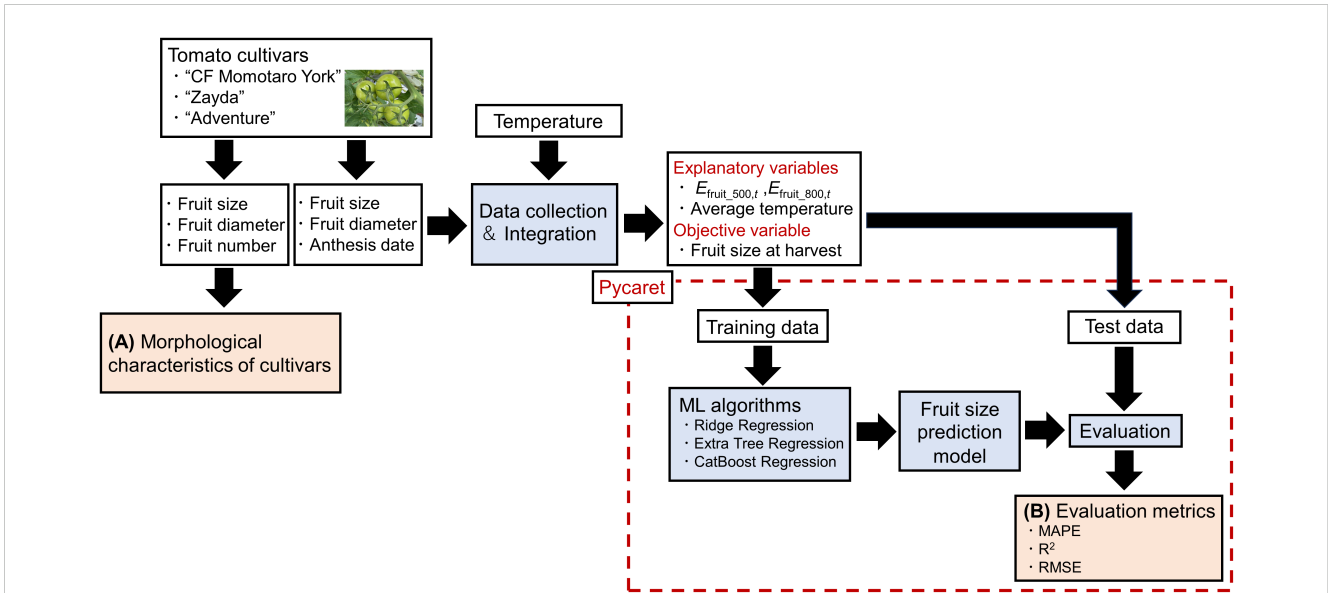 Tomato cultivars
・“CF Momotaro York”
・“Zayda”
・“Adventure”
Temperature
・Fruit size
・Fruit diameter
・Fruit number
・Fruit size
・Fruit diameter
・Anthesis date
Data collection
& Integration
Explanatory variables
・ Efruit_500,t ,Efruit_800,t
・Average temperature
Objective variable
・Fruit size at harvest
(A) Morphological
characteristics of cultivars
Pycaret
Training data
Test data
ML algorithms
・Ridge Regression
・Extra Tree Regression
・CatBoost Regression
Fruit size
prediction
model
Evaluation
(B) Evaluation metrics
・MAPE
・R²
・RMSE